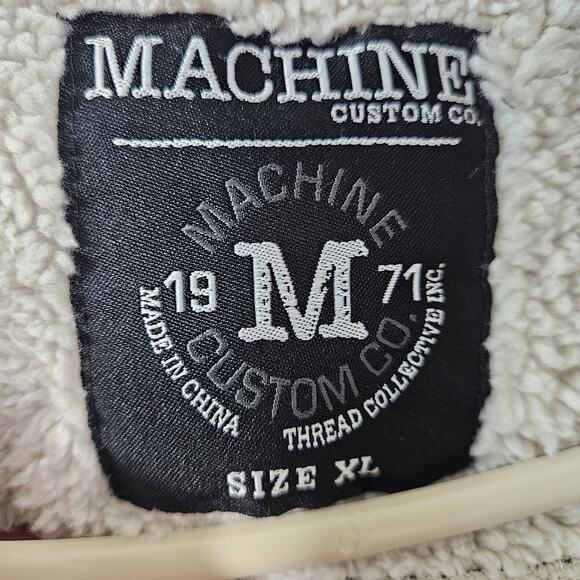 MACHINE
CUSTOM CO.
MACHINE
19 M 71
CUSTOM CO.
MADE IN CHINA
THREAD COLLECTIVE INC.
SIZE XL